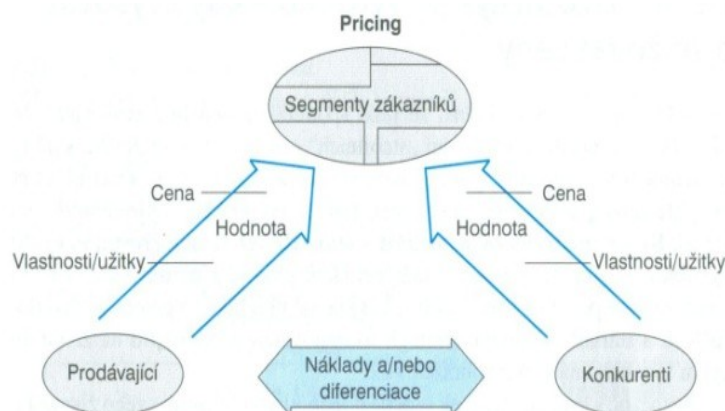 Pricing
Segmenty zákazníků
Cena
Cena
Hodnota
Hodnota
Vlastnosti/užitky
Vlastnosti/užitky
Prodávající
Náklady a/nebo
diferenciace
Konkurenti